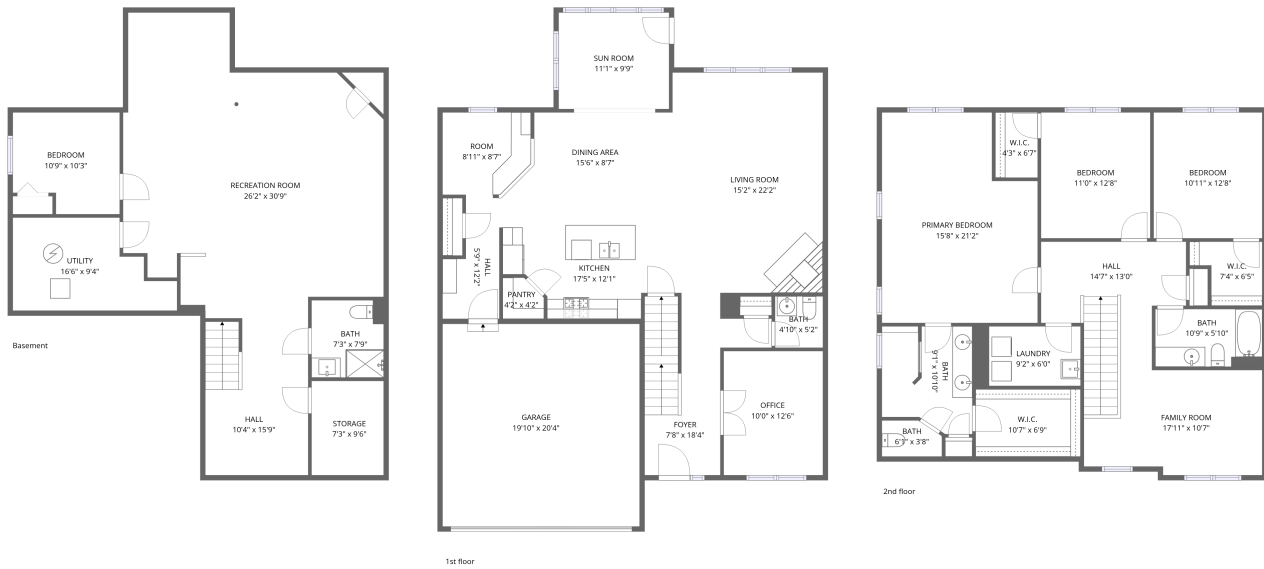 BEDROOM
10'9" x 10'3"
RECREATION ROOM
26'2" x 30'9"
UTILITY
16'6" x 9'4"
BATH
7'3" x 7'9"
HALL
10'4" x 15'9"
STORAGE
7'3" x 9'6"
Basement
SUN ROOM
11'1" x 9'9"
ROOM
8'11" x 8'7"
DINING AREA
15'6" x 8'7"
LIVING ROOM
15'2" x 22'2"
HALL
5'9" x 12'2"
KITCHEN
17'5" x 12'1"
PANTRY
4'2" x 4'2"
BATH
4'10" x 5'2"
GARAGE
19'10" x 20'4"
FOYER
7'8" x 18'4"
OFFICE
10'0" x 12'6"
1st floor
W.I.C.
4'3" x 6'7"
BEDROOM
11'0" x 12'8"
BEDROOM
10'11" x 12'8"
PRIMARY BEDROOM
15'8" x 21'2"
HALL
14'7" x 13'0"
W.I.C.
7'4" x 6'5"
BATH
10'9" x 5'10"
LAUNDRY
9'2" x 6'0"
BATH
9'1" x 10'10"
W.I.C.
10'7" x 6'9"
FAMILY ROOM
17'11" x 10'7"
BATH
6'1" x 3'8"
2nd floor